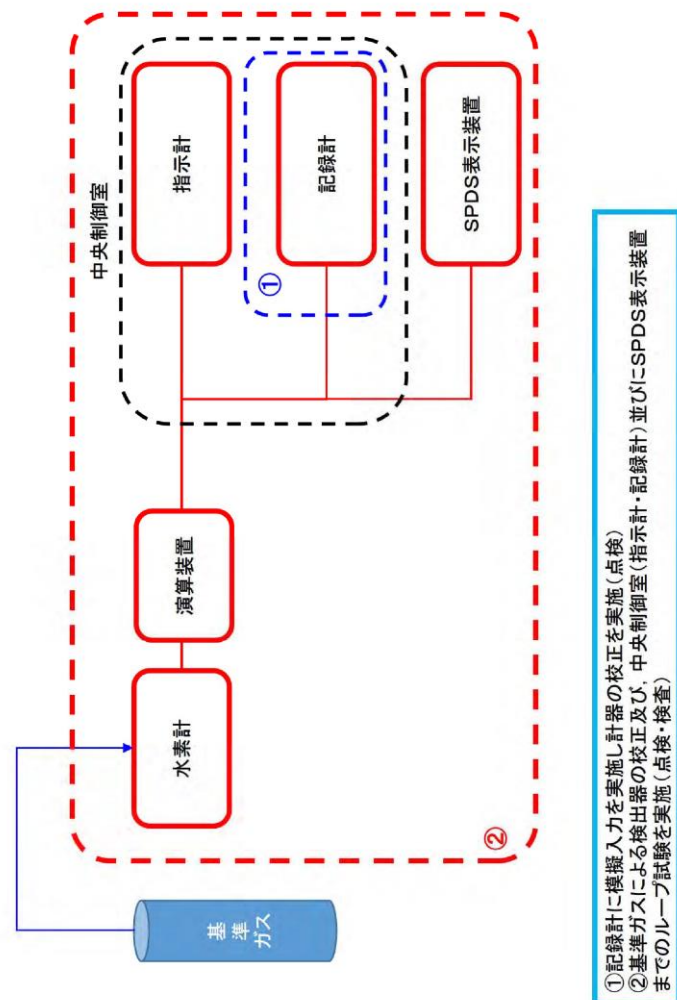 中央制御室
指示計
記録計
①
SPDS表示装置
演算装置
水素計
②
基準
ガス
①記録計に模擬入力を実施し計器の校正を実施(点検)
②基準ガスによる検出器の校正及び,中央制御室(指示計・記録計)並びにSPDS表示装置
までのループ試験を実施(点検・検査)